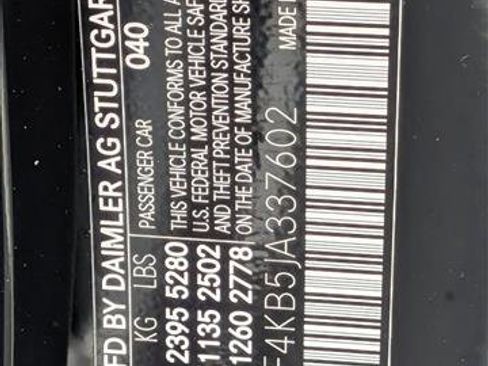 FD BY DAIMLER AG STUTTGAR
KG LBS PASSENGER CAR 040
2395 5280 THIS VEHICLE CONFORMS TO ALL A
1135 2502 U.S. FEDERAL MOTOR VEHICLE SAF
1260 2778 AND THEFT PREVENTION STANDAR
ON THE DATE OF MANUFACTURE SH
F4KB5JA337602 MADE